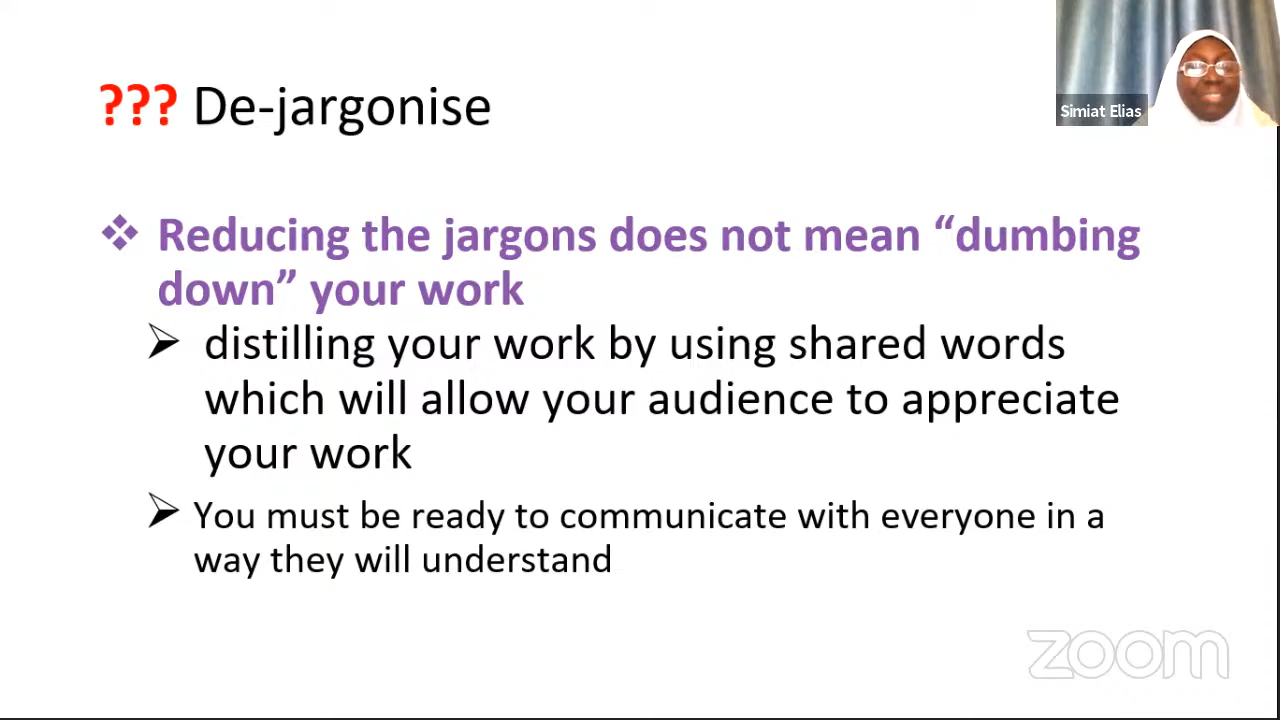 ??? De-jargonise
Simiat Elias
❖ Reducing the jargons does not mean “dumbing
down” your work
➢ distilling your work by using shared words
which will allow your audience to appreciate
your work
➢ You must be ready to communicate with everyone in a
way they will understand
zoom